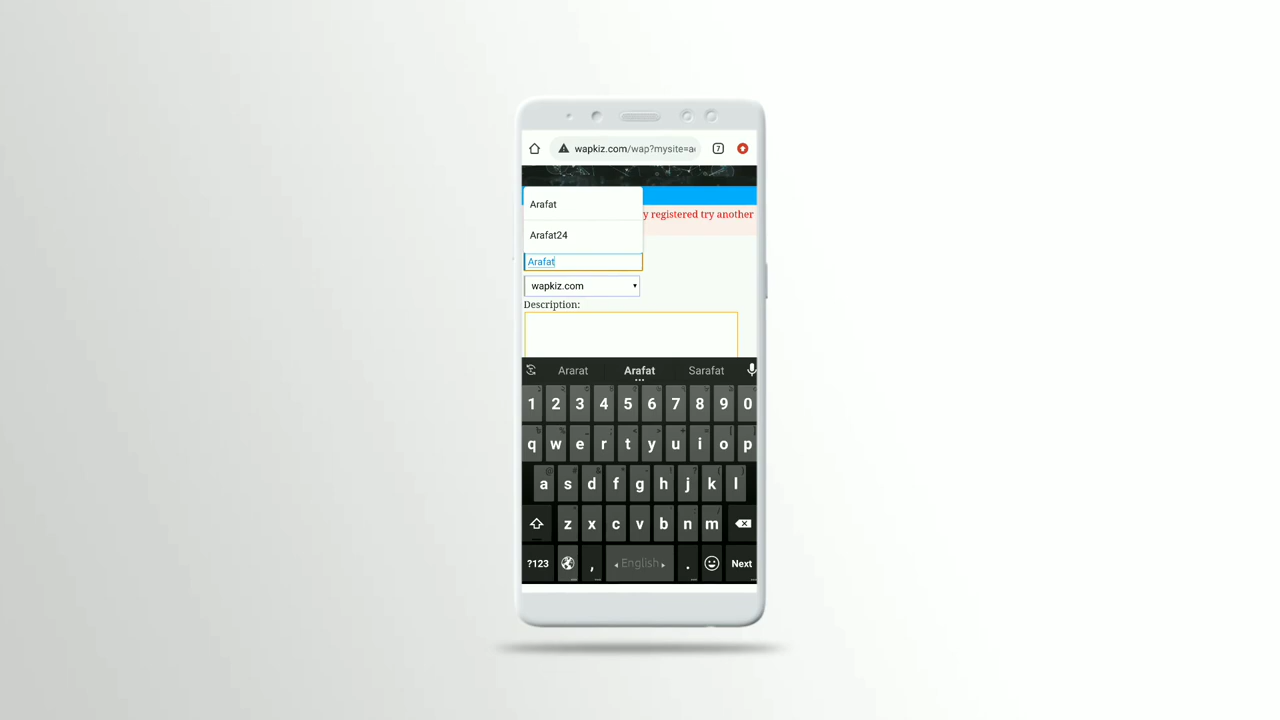 7
wapkiz.com/wap?mysite=a
Arafat
y registered try another
Arafat24
Arafat
wapkiz.com
Description:
Ararat Arafat Sarafat
1 2 3 4 5 6 7 8 9 0
q w e r t y u i o p
a s d f g h j k l
z x c v b n m
?123 , English . Next